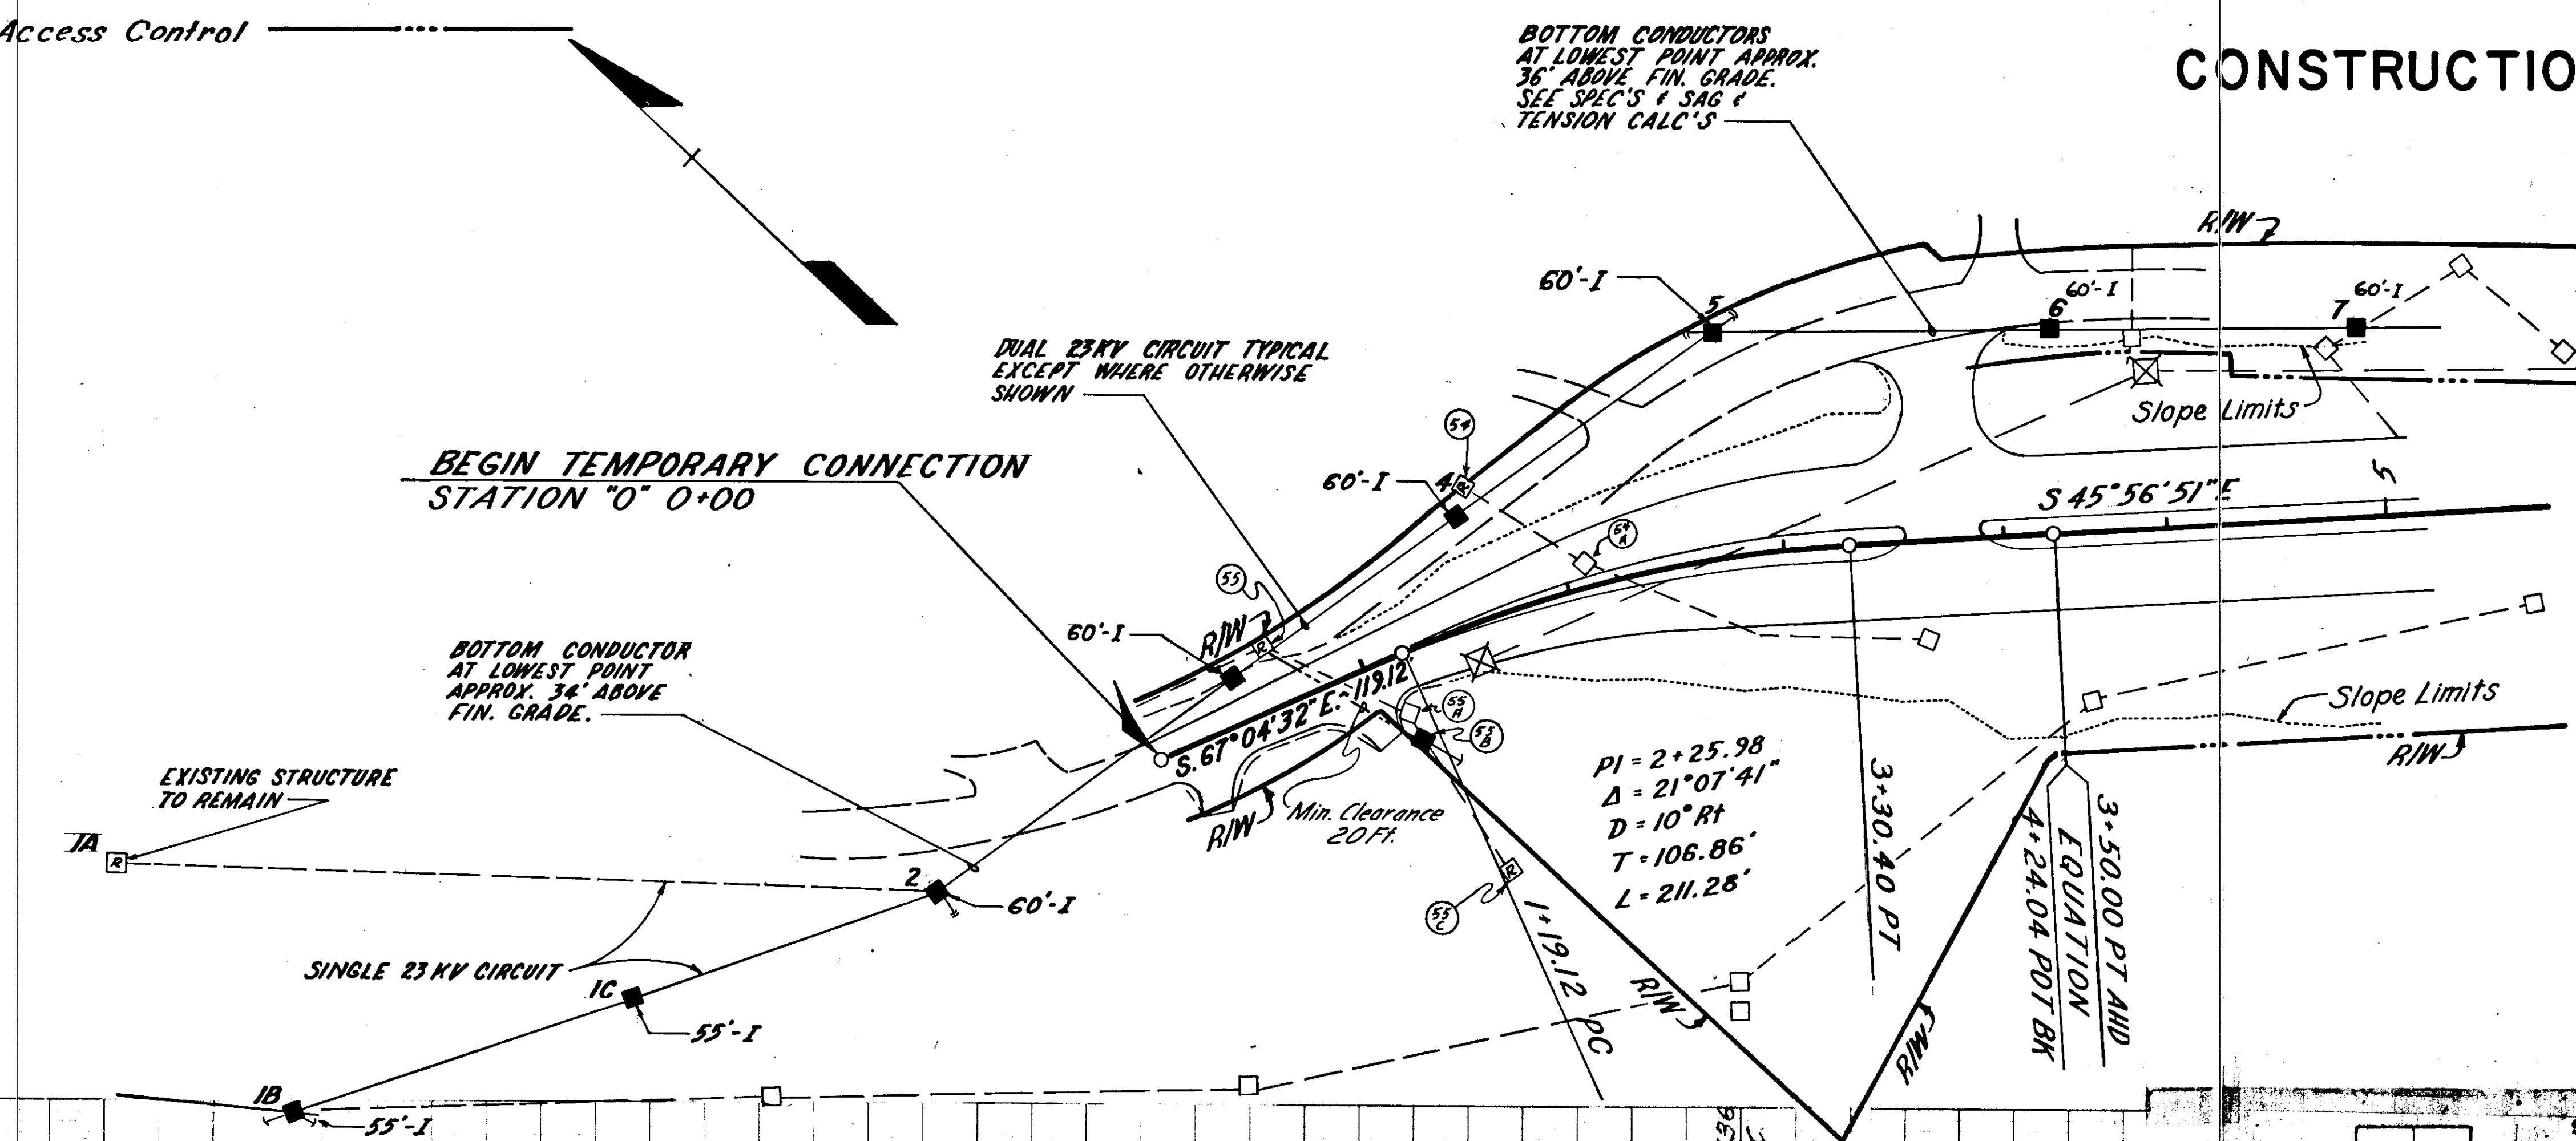 Access Control
CONSTRUCTIO
BOTTOM CONDUCTORS
AT LOWEST POINT APPROX.
36' ABOVE FIN. GRADE.
SEE SPEC'S & SAG &
TENSION CALC'S
R/W
60'-I
5
6
60'-I
7
60'-I
DUAL 23KV CIRCUIT TYPICAL
EXCEPT WHERE OTHERWISE
SHOWN
Slope Limits
54
60'-I
4
R
BEGIN TEMPORARY CONNECTION
STATION "0" 0+00
S 45°56'51" E
5
54
A
55
60'-I
R/W
R
BOTTOM CONDUCTOR
AT LOWEST POINT
APPROX. 34' ABOVE
FIN. GRADE.
S. 67°04'32" E. ~ 119.12'
55
A
55
B
Slope Limits
R/W
EXISTING STRUCTURE
TO REMAIN
R/W
Min. Clearance
20 Ft.
PI = 2+25.98
Δ = 21°07'41"
D = 10° Rt
T = 106.86'
L = 211.28'
3+30.40 PT
3+50.00 PT AHD
EQUATION
4+24.04 POT BK
1A
R
2
60'-I
R
55
C
1+19.12 PC
SINGLE 23 KV CIRCUIT
1C
55'-I
R/W
R/W
1B
55'-I
36